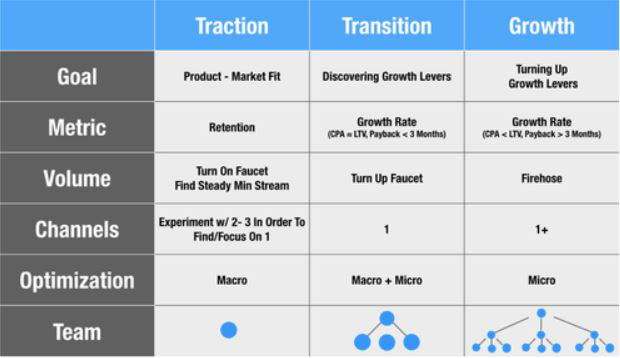 Traction
Transition
Growth
Goal
Product - Market Fit
Discovering Growth Levers
Turning Up
Growth Levers
Metric
Retention
Growth Rate
(CPA = LTV, Payback < 3 Months)
Growth Rate
(CPA < LTV, Payback > 3 Months)
Volume
Turn On Faucet
Find Steady Min Stream
Turn Up Faucet
Firehose
Channels
Experiment w/ 2- 3 In Order To
Find/Focus On 1
1
1+
Optimization
Macro
Macro + Micro
Micro
Team